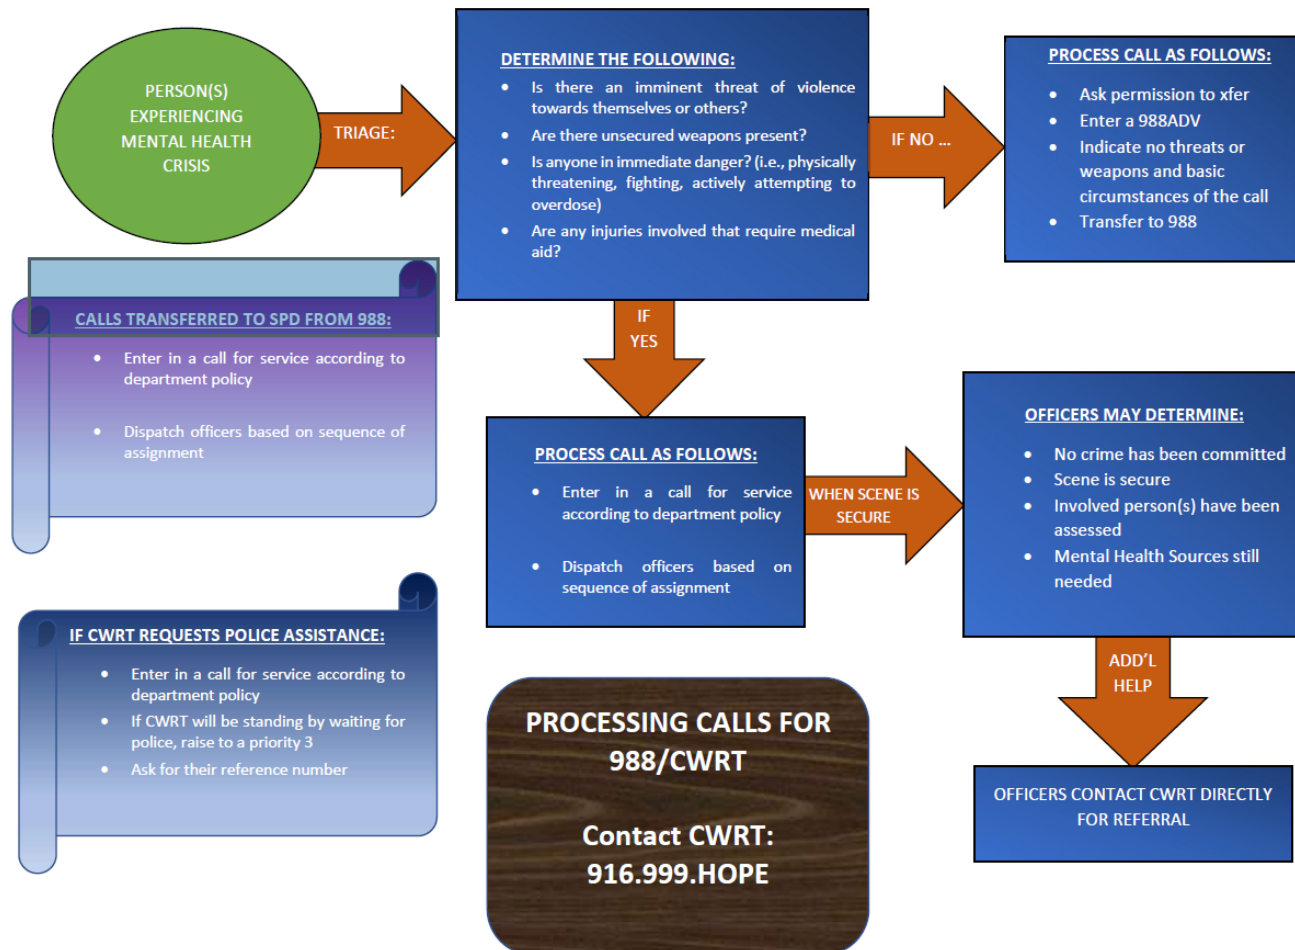 PERSON(S)
EXPERIENCING
MENTAL HEALTH
CRISIS
TRIAGE:
DETERMINE THE FOLLOWING:
• Is there an imminent threat of violence
towards themselves or others?
• Are there unsecured weapons present?
• Is anyone in immediate danger? (i.e., physically
threatening, fighting, actively attempting to
overdose)
• Are any injuries involved that require medical
aid?
IF NO ...
PROCESS CALL AS FOLLOWS:
• Ask permission to xfer
• Enter a 988ADV
• Indicate no threats or
weapons and basic
circumstances of the call
• Transfer to 988
CALLS TRANSFERRED TO SPD FROM 988:
• Enter in a call for service according to
department policy
• Dispatch officers based on sequence of
assignment
IF
YES
PROCESS CALL AS FOLLOWS:
• Enter in a call for service
according to department policy
• Dispatch officers based on
sequence of assignment
WHEN SCENE IS
SECURE
OFFICERS MAY DETERMINE:
• No crime has been committed
• Scene is secure
• Involved person(s) have been
assessed
• Mental Health Sources still
needed
IF CWRT REQUESTS POLICE ASSISTANCE:
• Enter in a call for service according to
department policy
• If CWRT will be standing by waiting for
police, raise to a priority 3
• Ask for their reference number
ADD'L
HELP
PROCESSING CALLS FOR
988/CWRT
Contact CWRT:
916.999.HOPE
OFFICERS CONTACT CWRT DIRECTLY
FOR REFERRAL